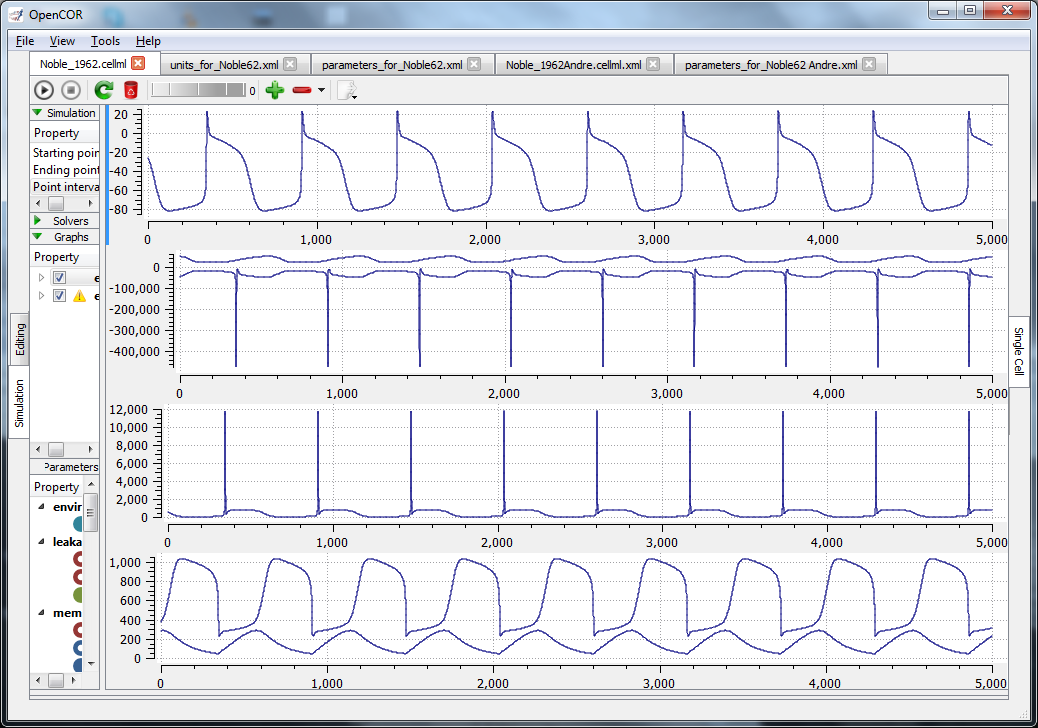 OpenCOR
File View Tools Help
Noble_1962.cellml units_for_Noble62.xml parameters_for_Noble62.xml Noble_1962Andre.cellml.xml parameters_for_Noble62 Andre.xml
0
Simulation
Property
Starting poin
Ending point
Point interva
Solvers
Graphs
Property
e
e
Editing
Simulation
Parameters
Property
envir
leaka
mem
20
0
-20
-40
-60
-80
0 1,000 2,000 3,000 4,000 5,000
0
-100,000
-200,000
-300,000
-400,000
0 1,000 2,000 3,000 4,000 5,000
12,000
10,000
8,000
6,000
4,000
2,000
0
0 1,000 2,000 3,000 4,000 5,000
1,000
800
600
400
200
0
0 1,000 2,000 3,000 4,000 5,000
Single Cell